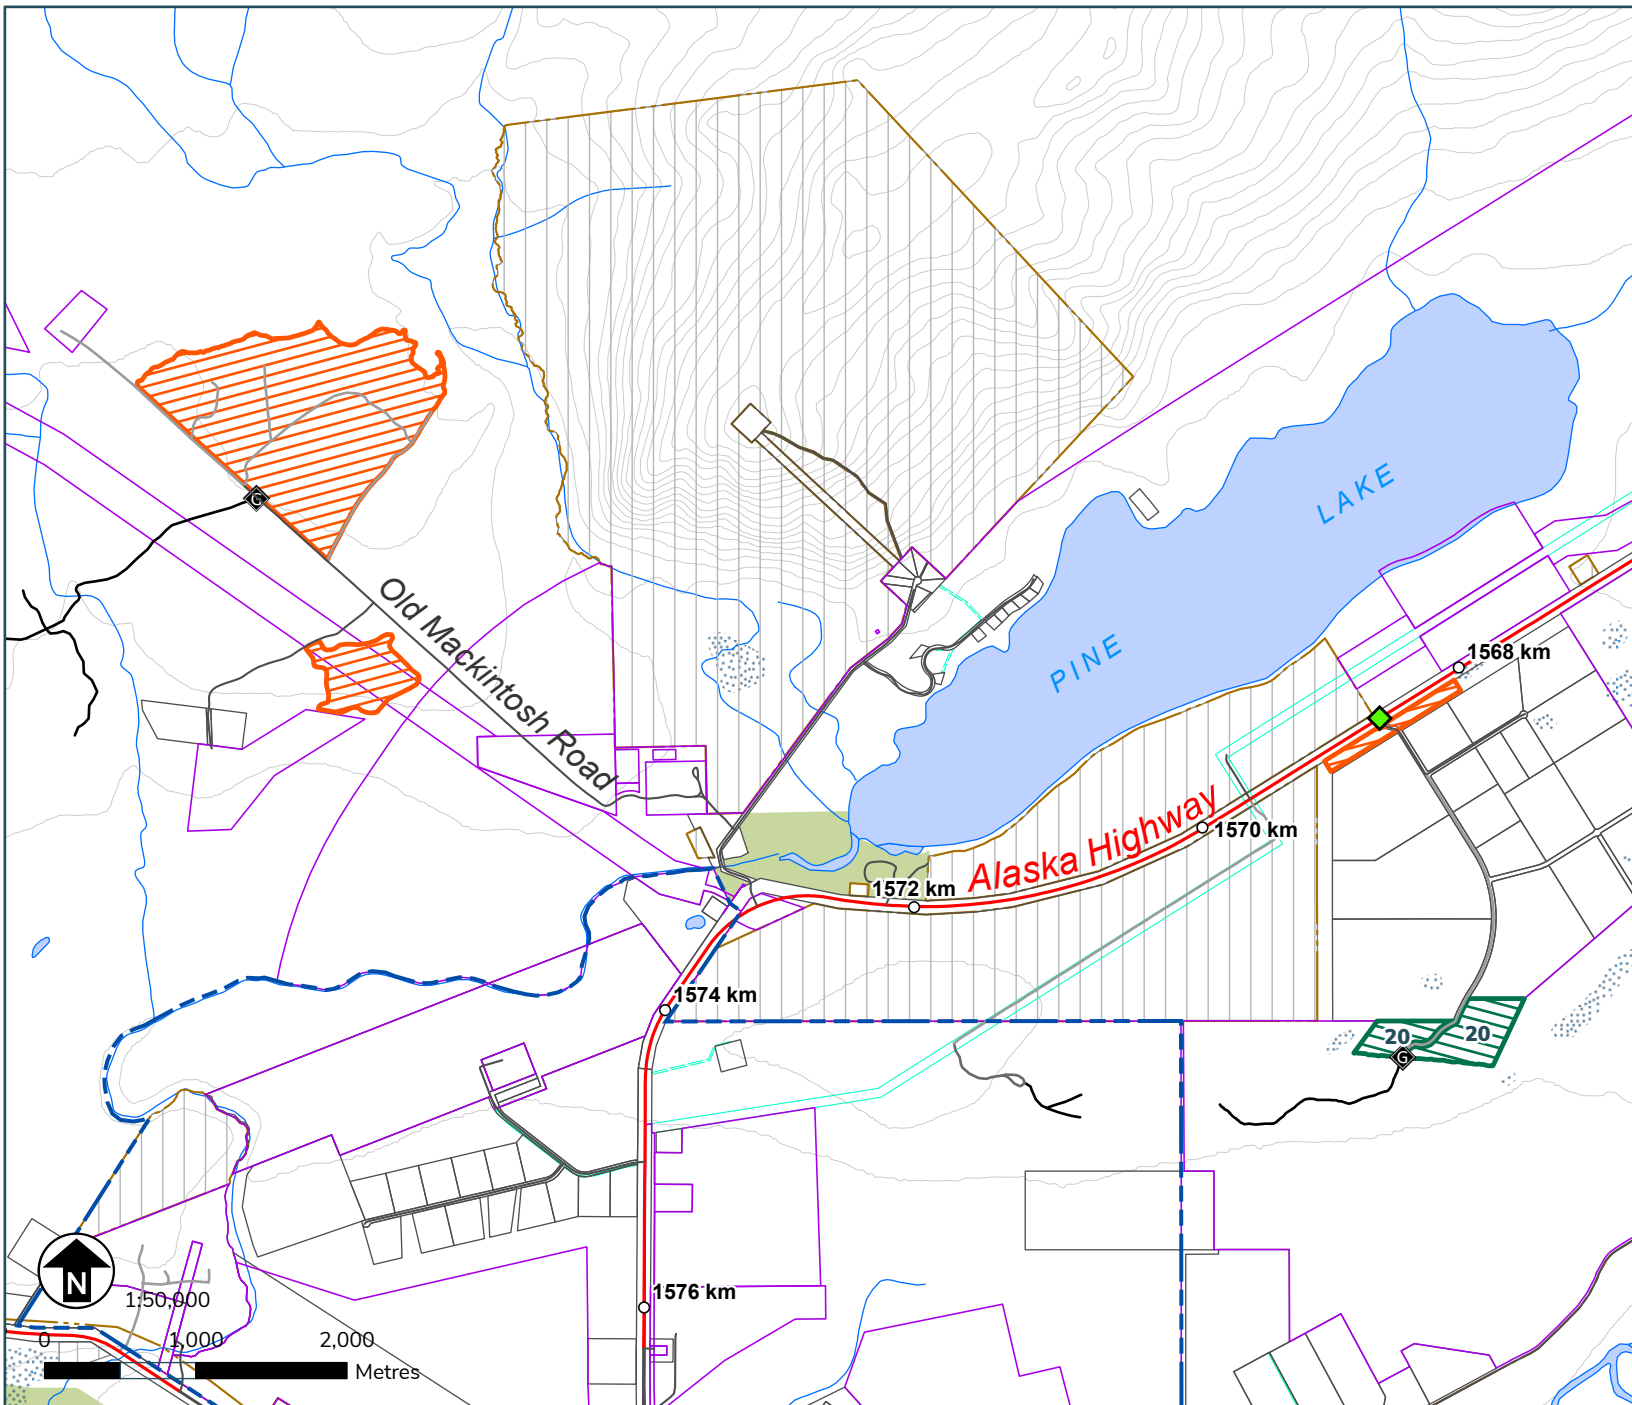 G
Old Mackintosh Road
PINE
LAKE
1568 km
1570 km
1572 km
Alaska Highway
1574 km
20
20
G
1576 km
N
1:50,000
0
1,000
2,000
Metres